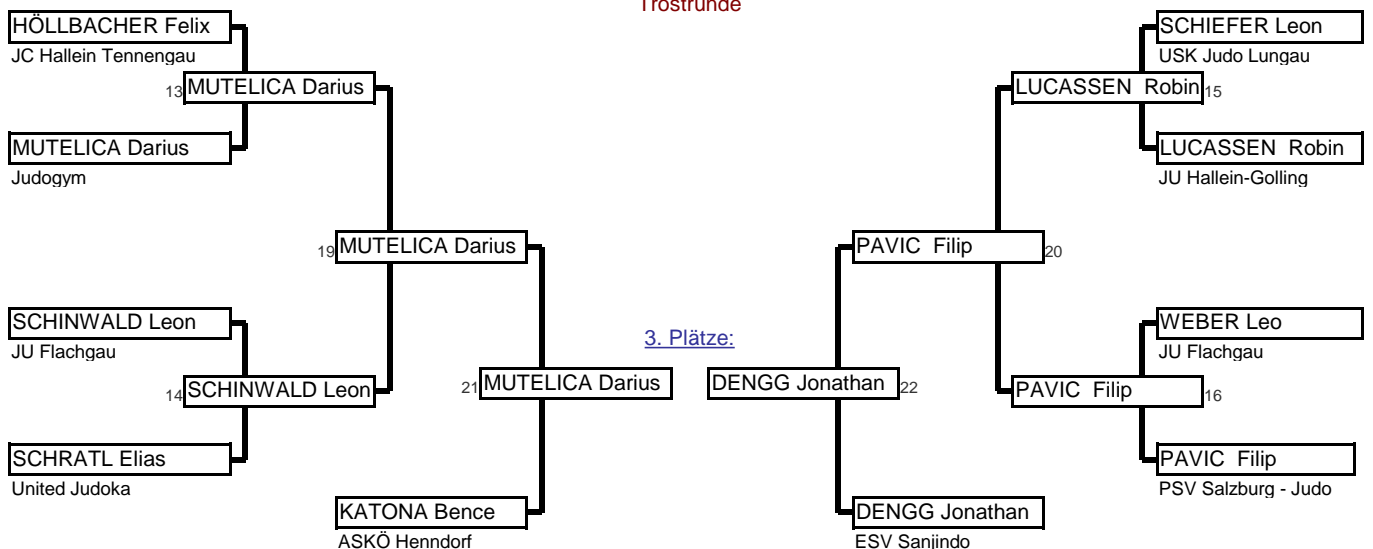 Trostrunde
HÖLLBACHER Felix
JC Hallein Tennengau
13 MUTELICA Darius
MUTELICA Darius
Judogym
19 MUTELICA Darius
SCHINWALD Leon
JU Flachgau
14 SCHINWALD Leon
SCHRATL Elias
United Judoka
21 MUTELICA Darius
KATONA Bence
ASKÖ Henndorf
3. Plätze:
SCHIEFER Leon
USK Judo Lungau
LUCASSEN Robin 15
LUCASSEN Robin
JU Hallein-Golling
PAVIC Filip 20
WEBER Leo
JU Flachgau
DENGG Jonathan 22
PAVIC Filip 16
PAVIC Filip
PSV Salzburg - Judo
DENGG Jonathan
ESV Sanjindo